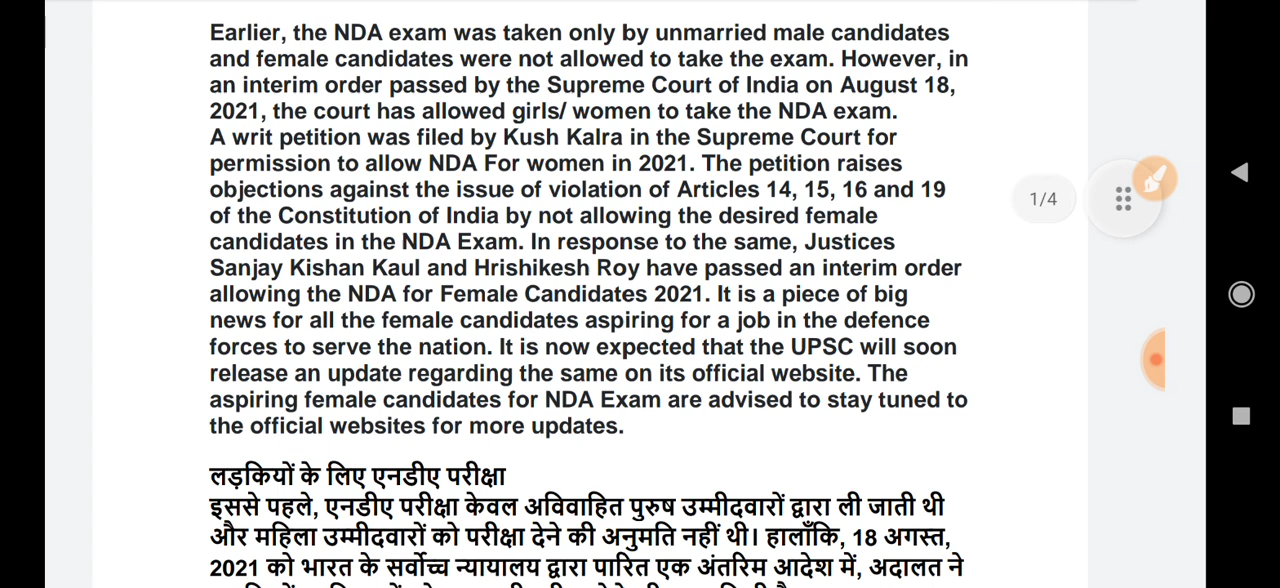 Earlier, the NDA exam was taken only by unmarried male candidates
and female candidates were not allowed to take the exam. However, in
an interim order passed by the Supreme Court of India on August 18,
2021, the court has allowed girls/ women to take the NDA exam.
A writ petition was filed by Kush Kalra in the Supreme Court for
permission to allow NDA For women in 2021. The petition raises
objections against the issue of violation of Articles 14, 15, 16 and 19
of the Constitution of India by not allowing the desired female
candidates in the NDA Exam. In response to the same, Justices
Sanjay Kishan Kaul and Hrishikesh Roy have passed an interim order
allowing the NDA for Female Candidates 2021. It is a piece of big
news for all the female candidates aspiring for a job in the defence
forces to serve the nation. It is now expected that the UPSC will soon
release an update regarding the same on its official website. The
aspiring female candidates for NDA Exam are advised to stay tuned to
the official websites for more updates.
1/4
लड़कियों के लिए एनडीए परीक्षा
इससे पहले, एनडीए परीक्षा केवल अविवाहित पुरुष उम्मीदवारों द्वारा ली जाती थी
और महिला उम्मीदवारों को परीक्षा देने की अनुमति नहीं थी। हालाँकि, 18 अगस्त,
2021 को भारत के सर्वोच्च न्यायालय द्वारा पारित एक अंतरिम आदेश में, अदालत ने